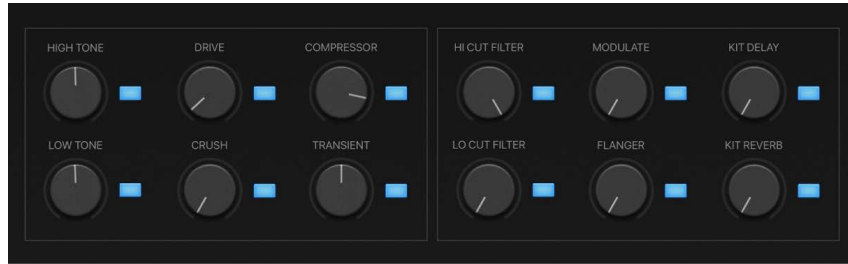 HIGH TONE DRIVE COMPRESSOR HI CUT FILTER MODULATE KIT DELAY
LOW TONE CRUSH TRANSIENT LO CUT FILTER FLANGER KIT REVERB